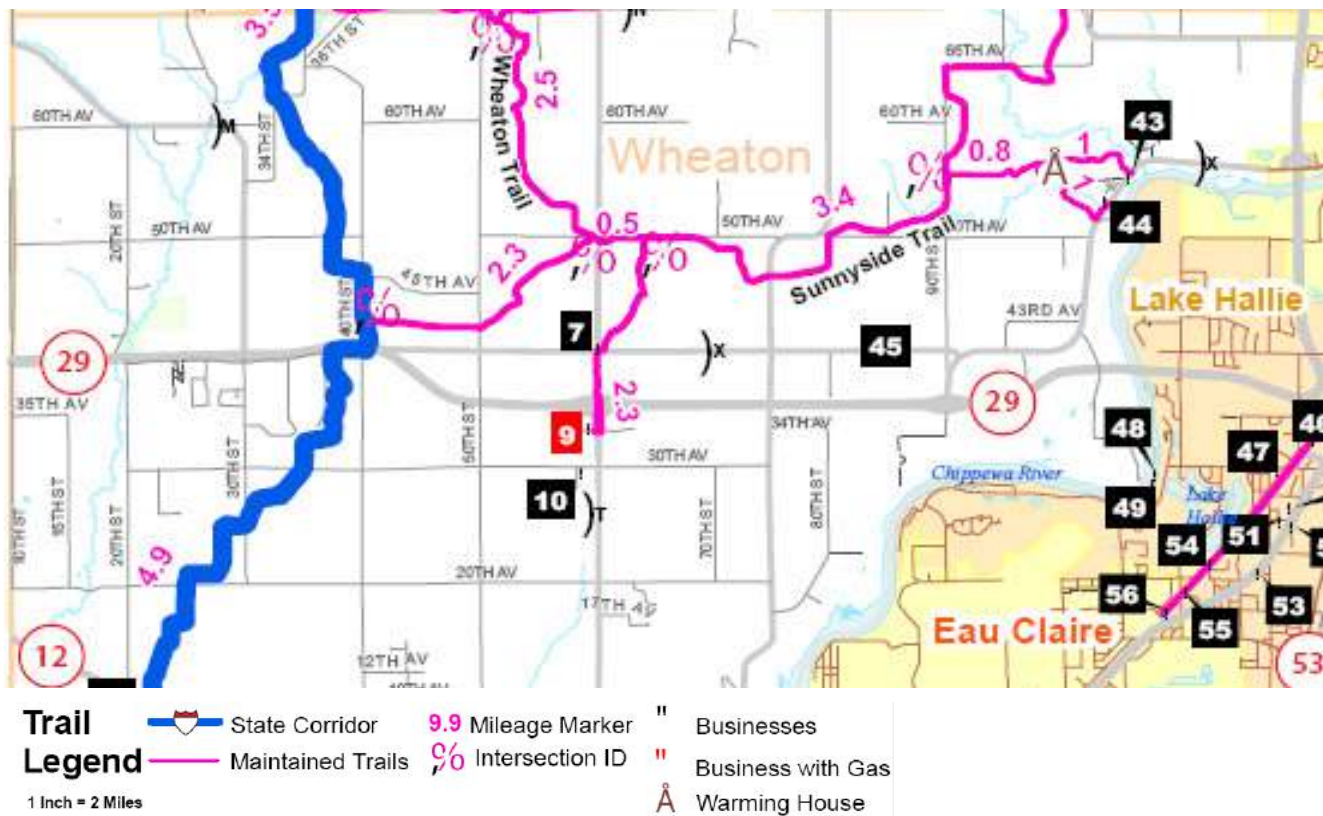 3.5
36TH ST
N
66TH AV
60TH AV
M
34TH ST
60TH AV
Wheaton Trail
2.5
60TH AV
Wheaton
60TH AV
0.8
1
43
X
Å
1
44
20TH ST
50TH AV
0.5
50TH AV
3.4
Sunnyside Trail
90TH ST
Lake Hallie
45TH AV
2.3
40TH ST
43RD AV
29
7
X
45
29
35TH AV
2.3
9
34TH AV
48
47
46
30TH AV
50TH ST
30TH ST
10TH ST
15TH ST
20TH ST
10
T
Chippewa River
49
Lake
Hallie
51
54
80TH ST
70TH ST
4.9
20TH AV
17TH
56
55
53
Eau Claire
12
12TH AV
53
Trail
Legend
1 Inch = 2 Miles
State Corridor
Maintained Trails
9.9 Mileage Marker
% Intersection ID
" Businesses
" Business with Gas
Å Warming House